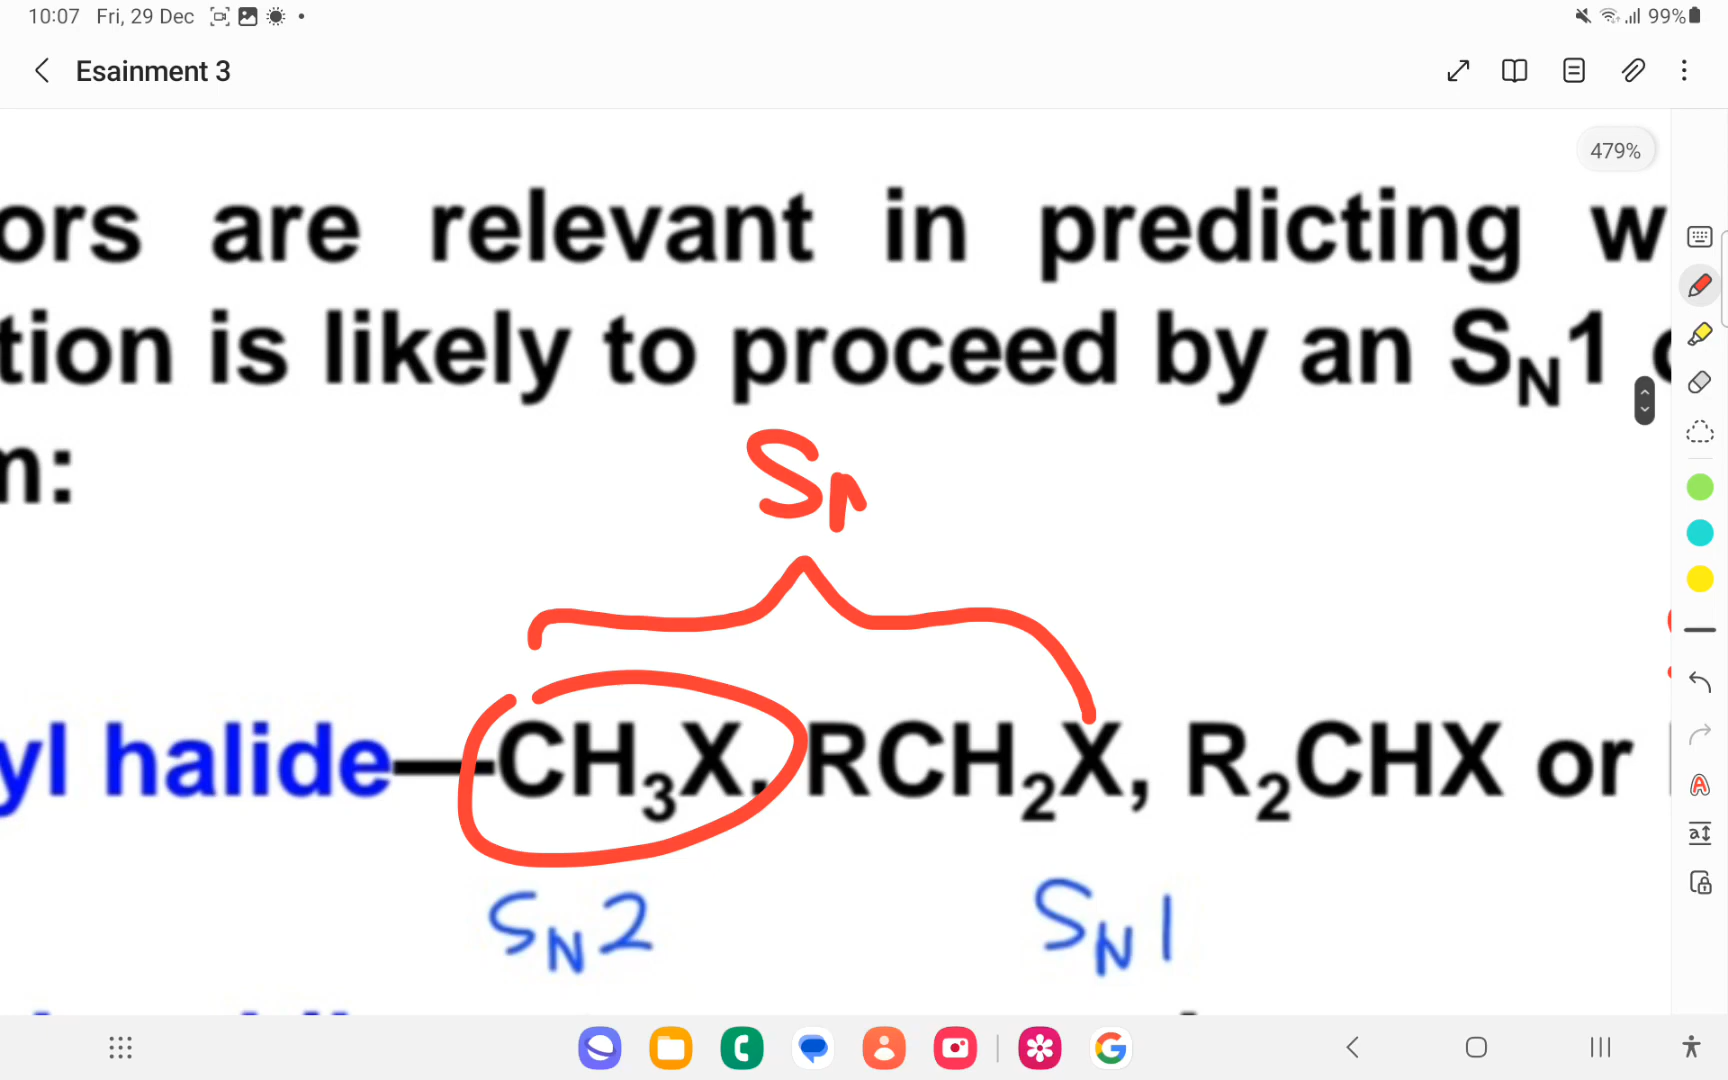 10:07 Fri, 29 Dec 99%
Esainment 3
479%
ors are relevant in predicting w
tion is likely to proceed by an SN1
m:
Sn
yl halide—CH3X, RCH2X, R2CHX or
SN2 SN1